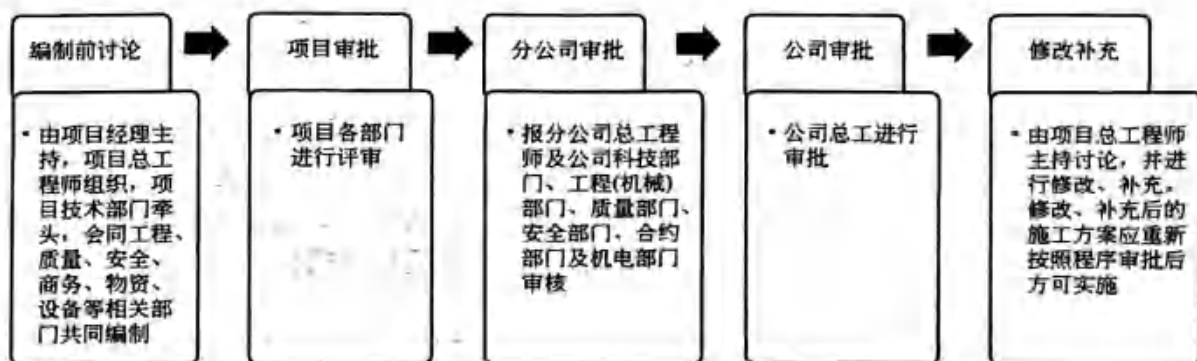 编制前讨论
项目审批
分公司审批
公司审批
修改补充
• 由项目经理主
持，项目总工
程师组织，项
目技术部门牵
头，会同工程、
质量、安全、
商务、物资、
设备等相关部
门共同编制
• 项目各部门
进行评审
• 报分公司总工程
师及公司科技部
门、工程(机械)
部门、质量部门、
安全部门、合约
部门及机电部门
审核
• 公司总工进行
审批
• 由项目总工程师
主持讨论，并进
行修改、补充。
修改、补充后的
施工方案应重新
按照程序审批后
方可实施